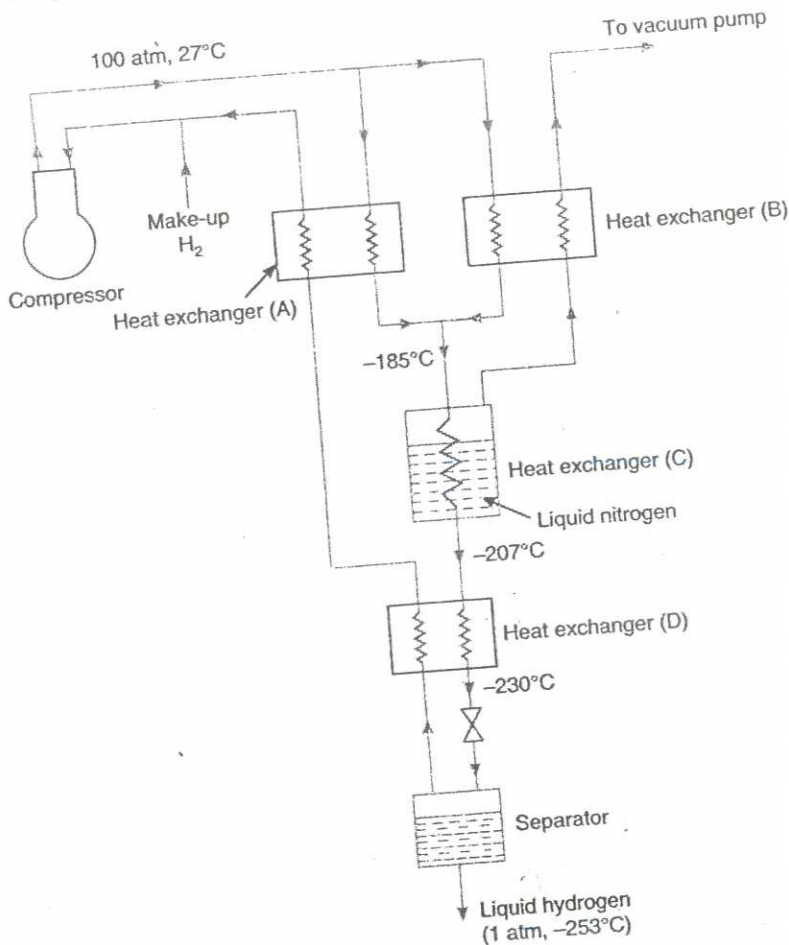 To vacuum pump
100 atm, 27°C
Make-up
H₂
Heat exchanger (B)
Compressor
Heat exchanger (A)
–185°C
Heat exchanger (C)
Liquid nitrogen
–207°C
Heat exchanger (D)
–230°C
Separator
Liquid hydrogen
(1 atm, –253°C)